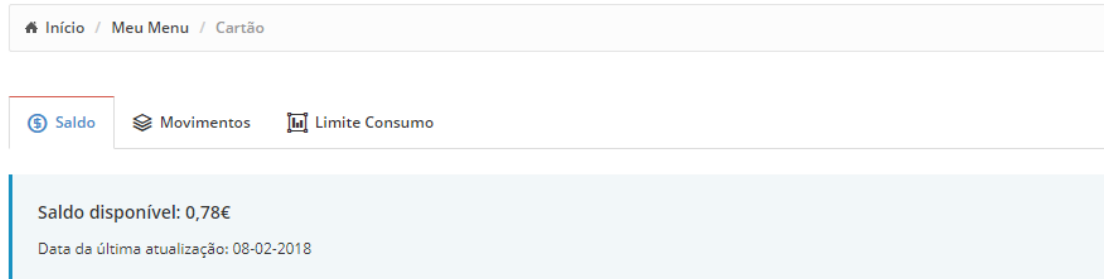 Início / Meu Menu / Cartão
Saldo Movimentos Limite Consumo
Saldo disponível: 0,78€
Data da última atualização: 08-02-2018